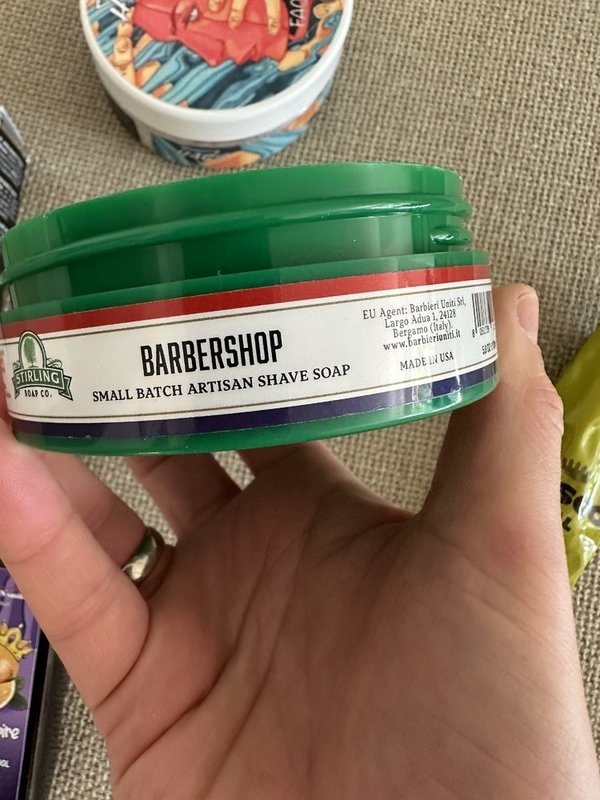 BARBERSHOP
SMALL BATCH ARTISAN SHAVE SOAP
STIRLING
SOAP CO.
EU Agent: Barbieri Uniti Srl,
Largo Adua 1, 24128
Bergamo (Italy).
www.barbieriuniti.it
MADE IN USA